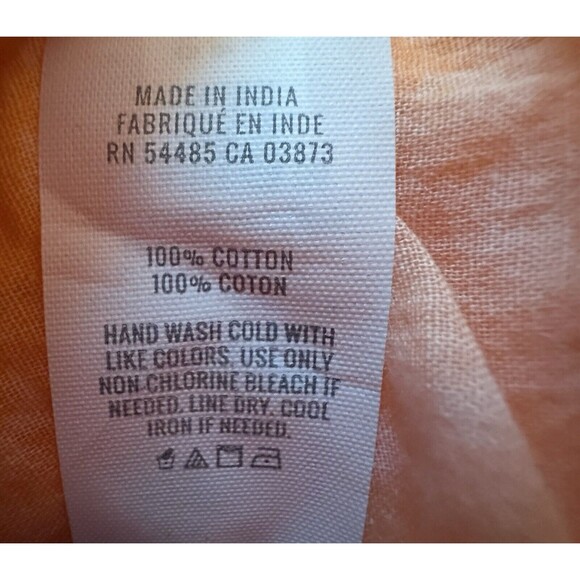 MADE IN INDIA
FABRIQUÉ EN INDE
RN 54485 CA 03873
100% COTTON
100% COTON
HAND WASH COLD WITH
LIKE COLORS. USE ONLY
NON-CHLORINE BLEACH IF
NEEDED. LINE DRY. COOL
IRON IF NEEDED.